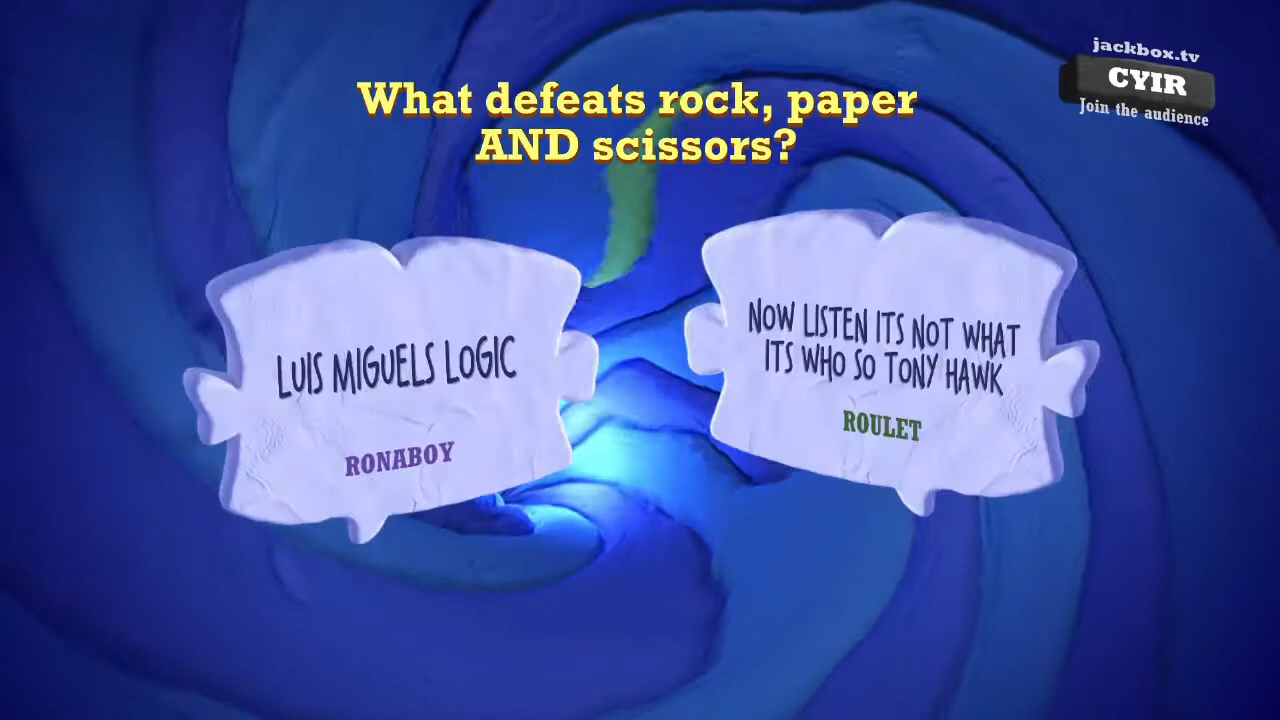 jackbox.tv
CYIR
Join the audience
What defeats rock, paper
AND scissors?
LUIS MIGUELS LOGIC
RONABOY
NOW LISTEN ITS NOT WHAT
ITS WHO SO TONY HAWK
ROULET